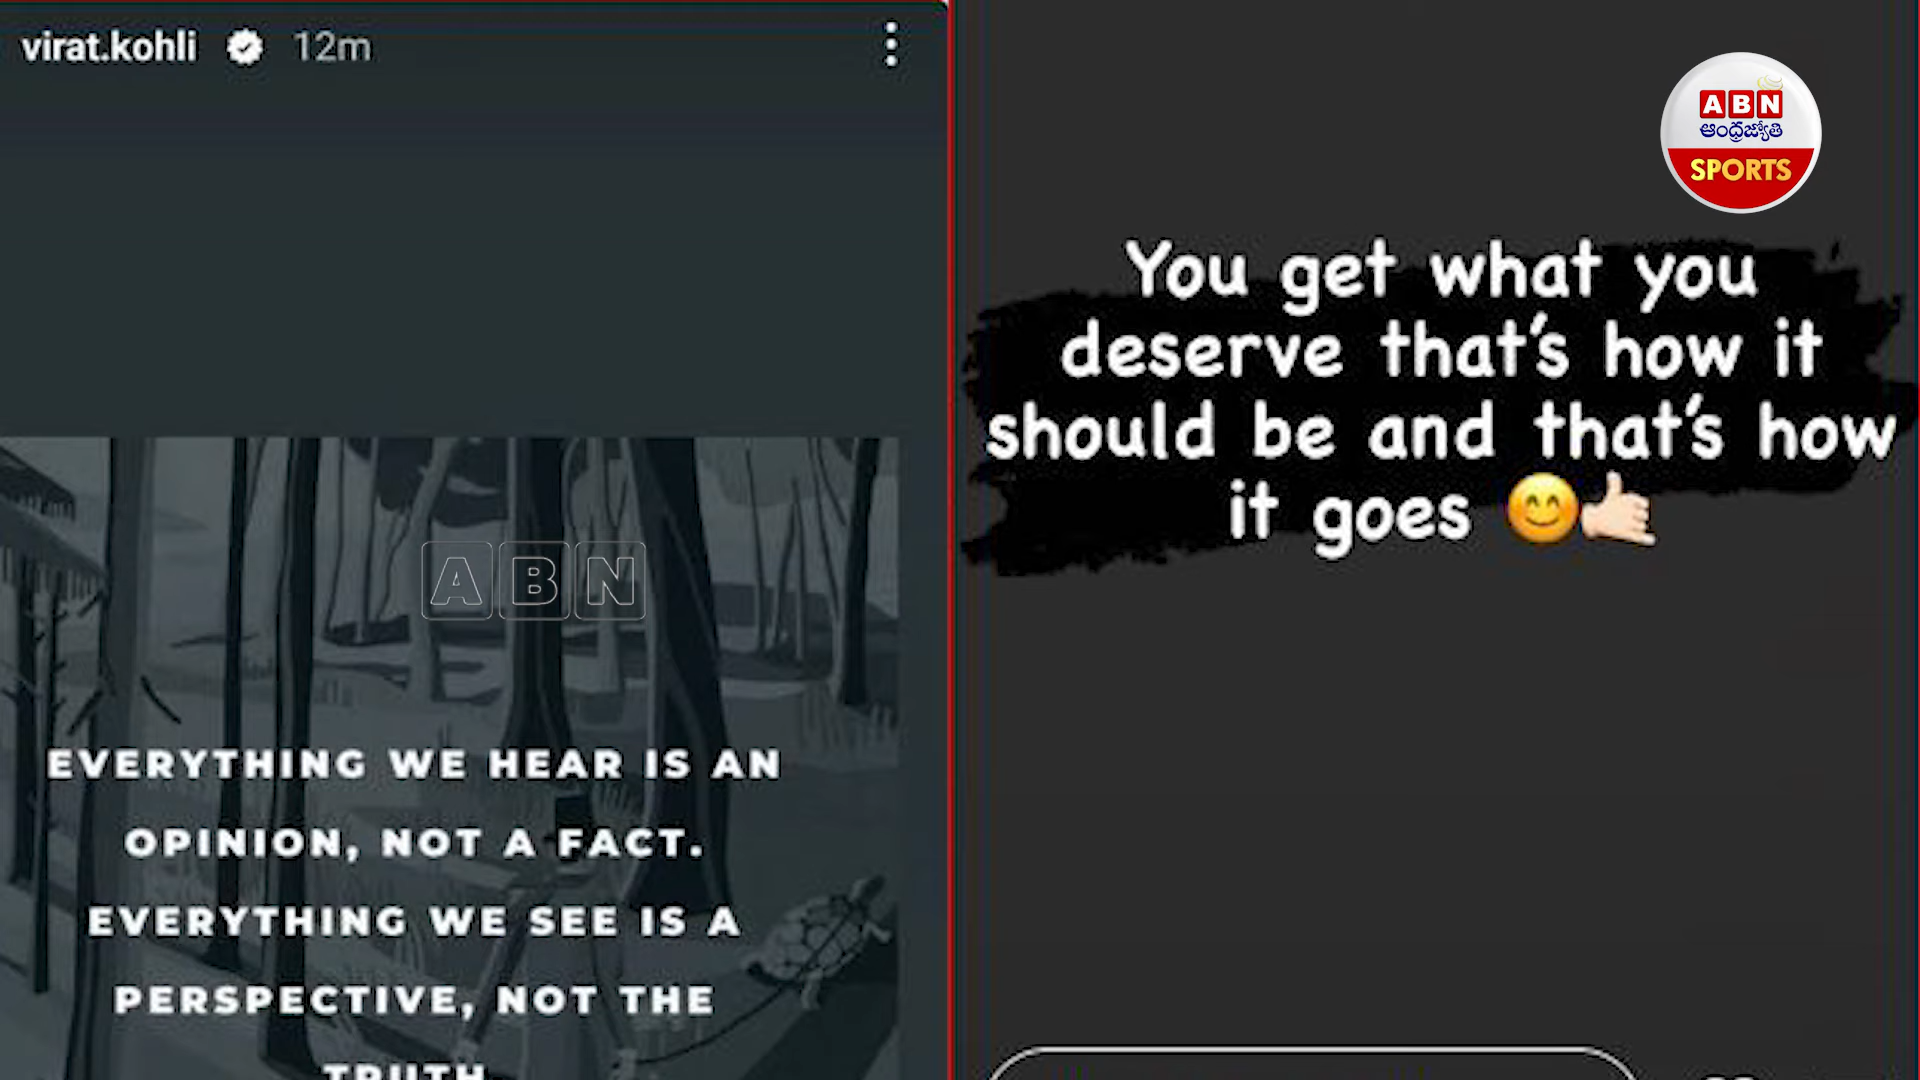 virat.kohli 12m
EVERYTHING WE HEAR IS AN
OPINION, NOT A FACT.
EVERYTHING WE SEE IS A
PERSPECTIVE, NOT THE
TRUTH
ABN
ABN
ఆంధ్రజ్యోతి
SPORTS
You get what you
deserve that's how it
should be and that's how
it goes 😊🤙🏻